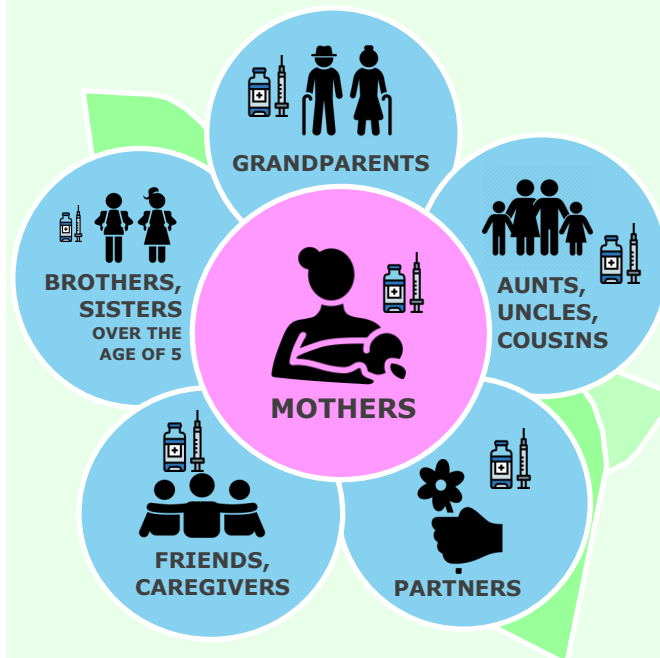 GRANDPARENTS
BROTHERS,
SISTERS
OVER THE
AGE OF 5
AUNTS,
UNCLES,
COUSINS
MOTHERS
FRIENDS,
CAREGIVERS
PARTNERS